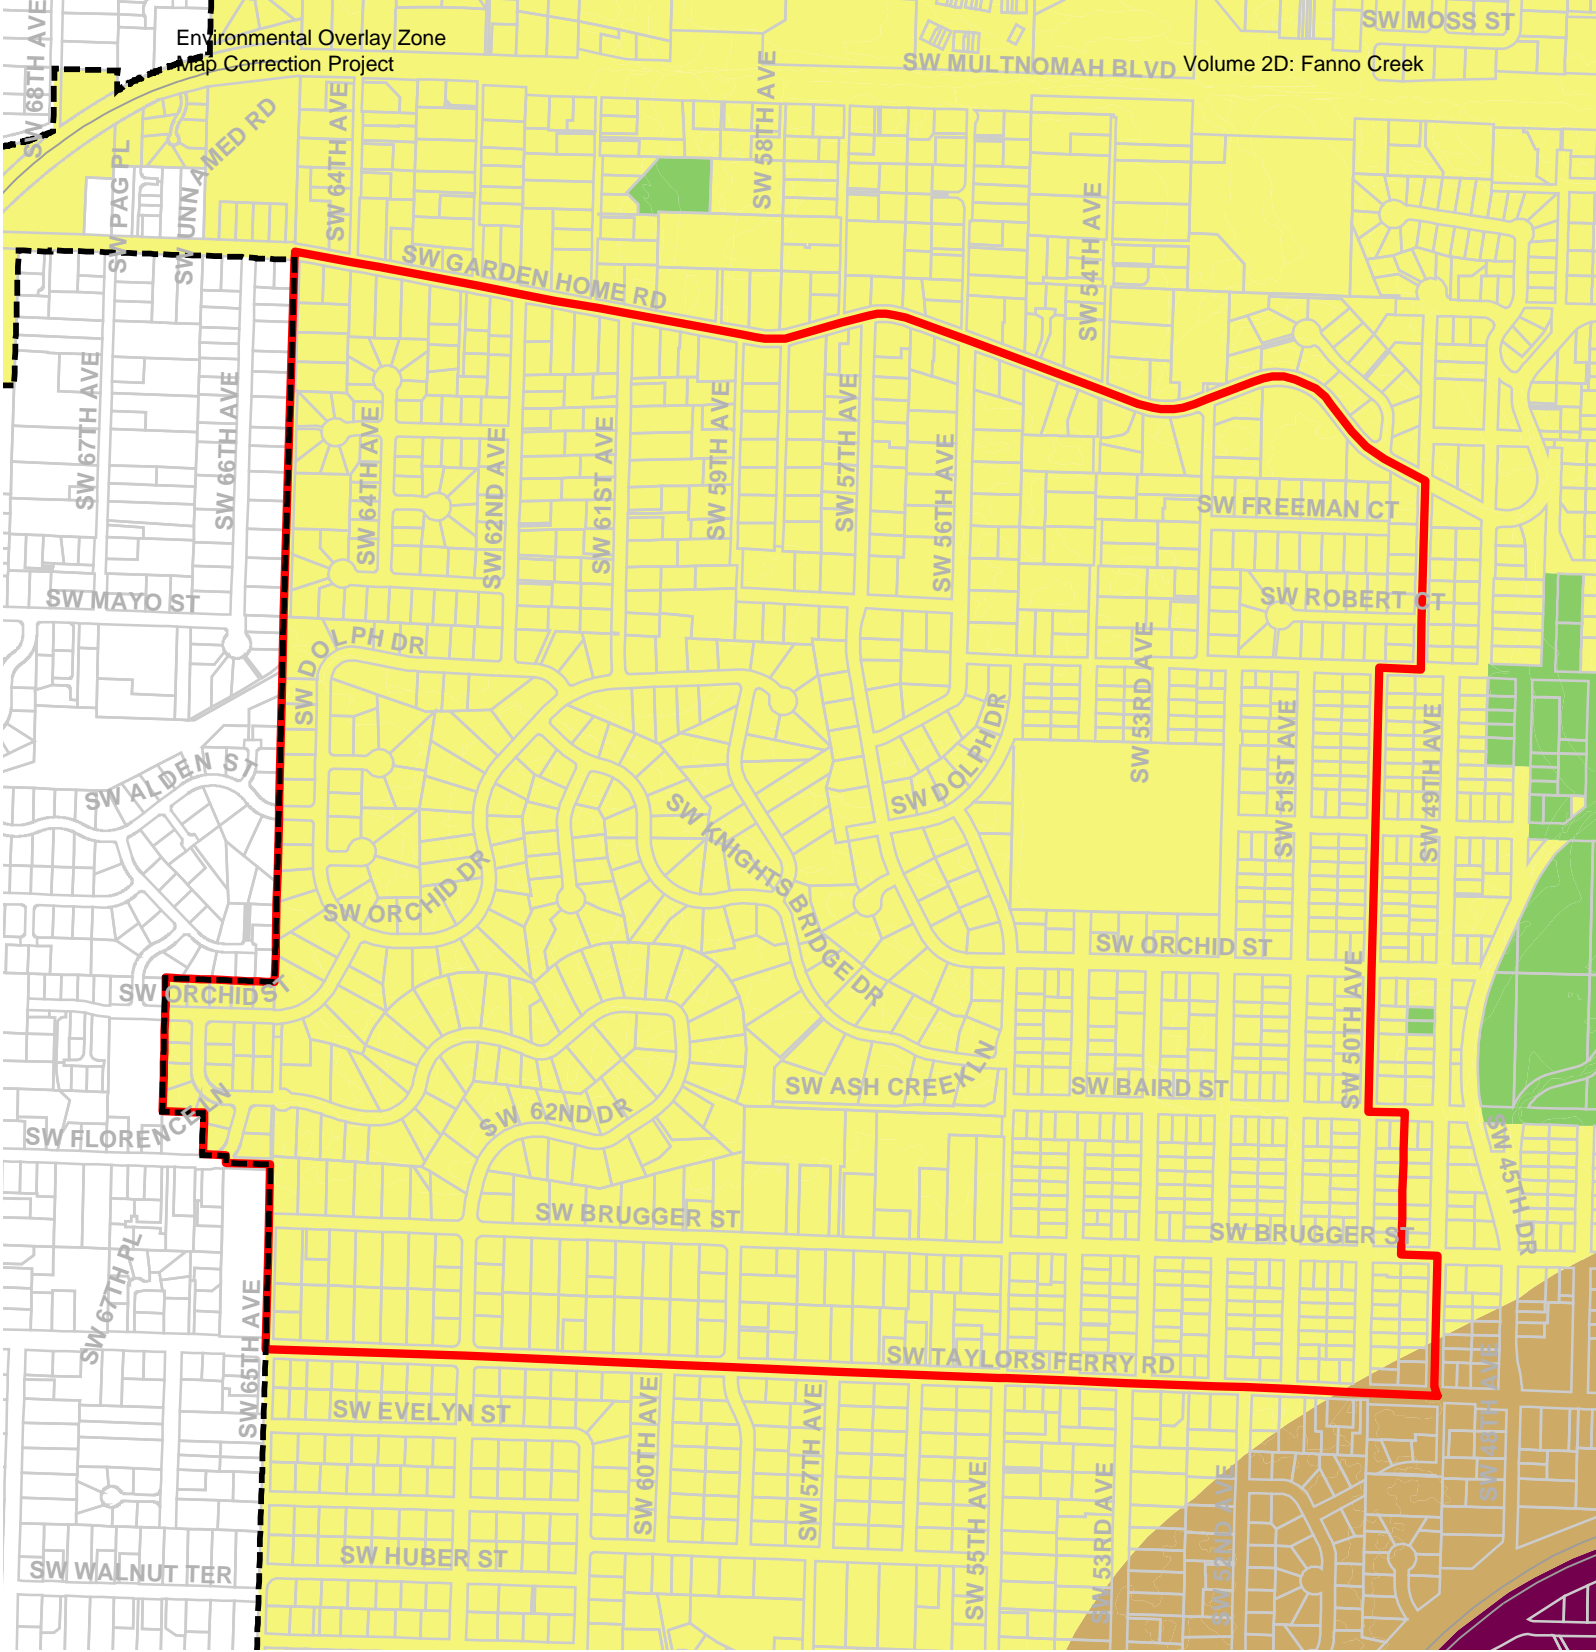 SW MOSS ST
SW 68TH AVE
Environmental Overlay Zone
Map Correction Project
SW MULTNOMAH BLVD
Volume 2D: Fanno Creek
SW 58TH AVE
SW 64TH AVE
SW UNNAMED RD
SW PAG PL
SW 54TH AVE
SW GARDEN HOME RD
SW 67TH AVE
SW 66TH AVE
SW 64TH AVE
SW 62ND AVE
SW 61ST AVE
SW 59TH AVE
SW 57TH AVE
SW 56TH AVE
SW FREEMAN CT
SW MAYO ST
SW ROBERT CT
SW DOLPH DR
SW 53RD AVE
SW DOLPH DR
SW 51ST AVE
SW 49TH AVE
SW ALDEN ST
SW KNIGHTS BRIDGE DR
SW ORCHID DR
SW ORCHID ST
SW ORCHID ST
SW 50TH AVE
SW ASH CREEK LN
SW BAIRD ST
SW 62ND DR
SW FLORENCE LN
SW 45TH DR
SW BRUGGER ST
SW BRUGGER ST
SW 67TH PL
SW 65TH AVE
SW TAYLORS FERRY RD
SW 48TH AVE
SW EVELYN ST
SW 60TH AVE
SW 57TH AVE
SW 55TH AVE
SW 53RD AVE
SW 52ND AVE
SW HUBER ST
SW WALNUT TER